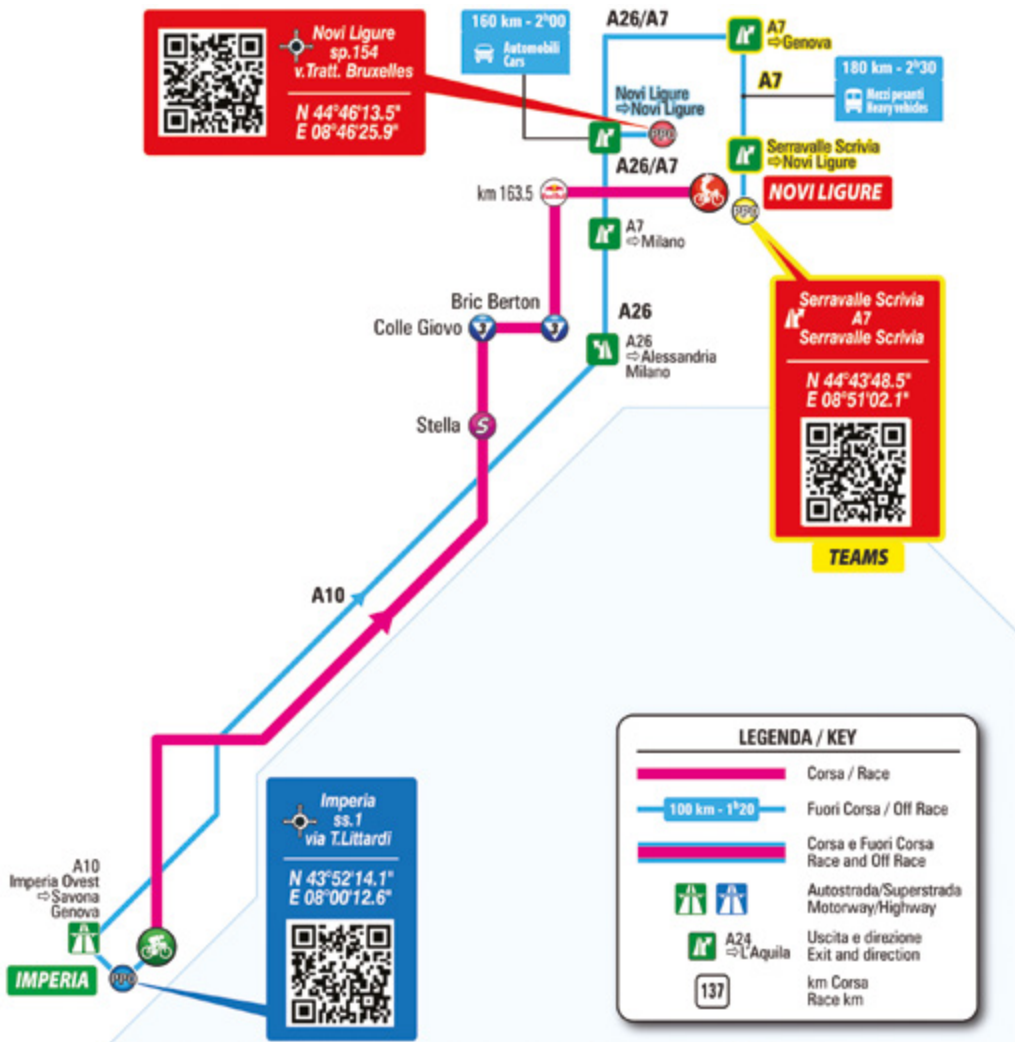 160 km - 2ʰ00
Automobili
Cars
A26/A7
A7
⇨Genova
Novi Ligure
sp.154
v.Tratt. Bruxelles
N 44°46'13.5"
E 08°46'25.9"
180 km - 2ʰ30
Mezzi pesanti
Heavy vehicles
A7
Novi Ligure
⇨Novi Ligure
PPO
A26/A7
Serravalle Scrivia
⇨Novi Ligure
km 163.5
NOVI LIGURE
PPO
A7
⇨Milano
Bric Berton
Colle Giovo
3
3
A26
A26
⇨Alessandria
Milano
Serravalle Scrivia
A7
Serravalle Scrivia
N 44°43'48.5"
E 08°51'02.1"
TEAMS
Stella
S
A10
Imperia
ss.1
via T.Littardi
N 43°52'14.1"
E 08°00'12.6"
A10
Imperia Ovest
⇨Savona
Genova
IMPERIA
PPO
LEGENDA / KEY
Corsa / Race
100 km - 1ʰ20
Fuori Corsa / Off Race
Corsa e Fuori Corsa
Race and Off Race
Autostrada/Superstrada
Motorway/Highway
A24
⇨L'Aquila
Uscita e direzione
Exit and direction
137
km Corsa
Race km